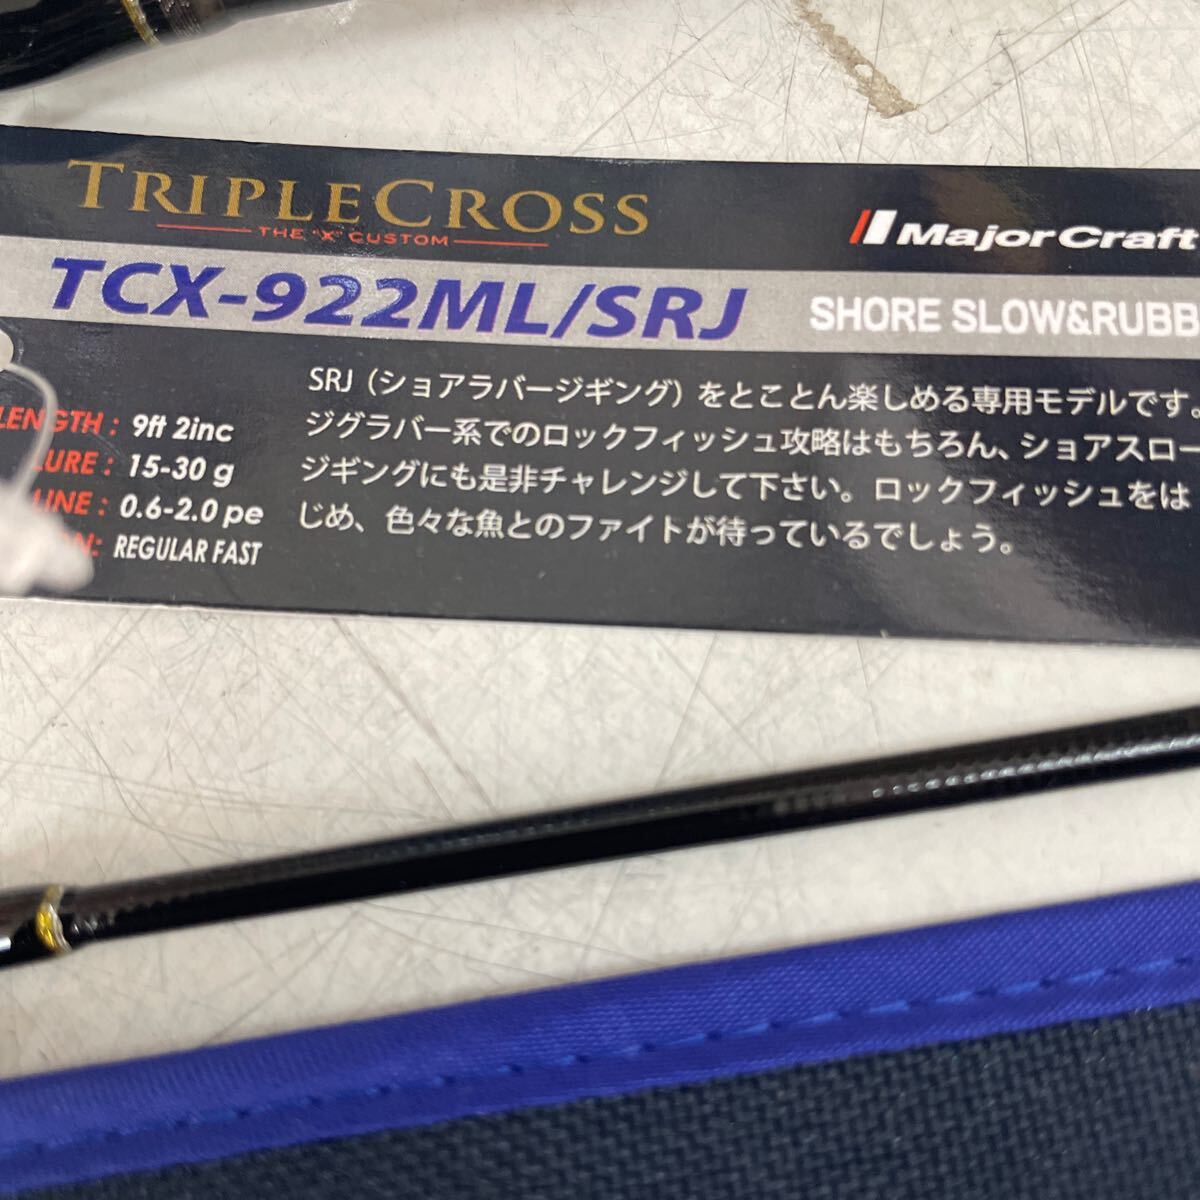 TRIPLECROSS
THE "X" CUSTOM
MajorCraft
TCX-922ML/SRJ
SHORE SLOW&RUBB
LENGTH : 9ft 2inc
LURE : 15-30 g
LINE : 0.6-2.0 pe
REGULAR FAST
SRJ（ショアラバージギング）をとことん楽しめる専用モデルです。
ジグラバー系でのロックフィッシュ攻略はもちろん、ショアスロー
ジギングにも是非チャレンジして下さい。ロックフィッシュをは
じめ、色々な魚とのファイトが待っているでしょう。